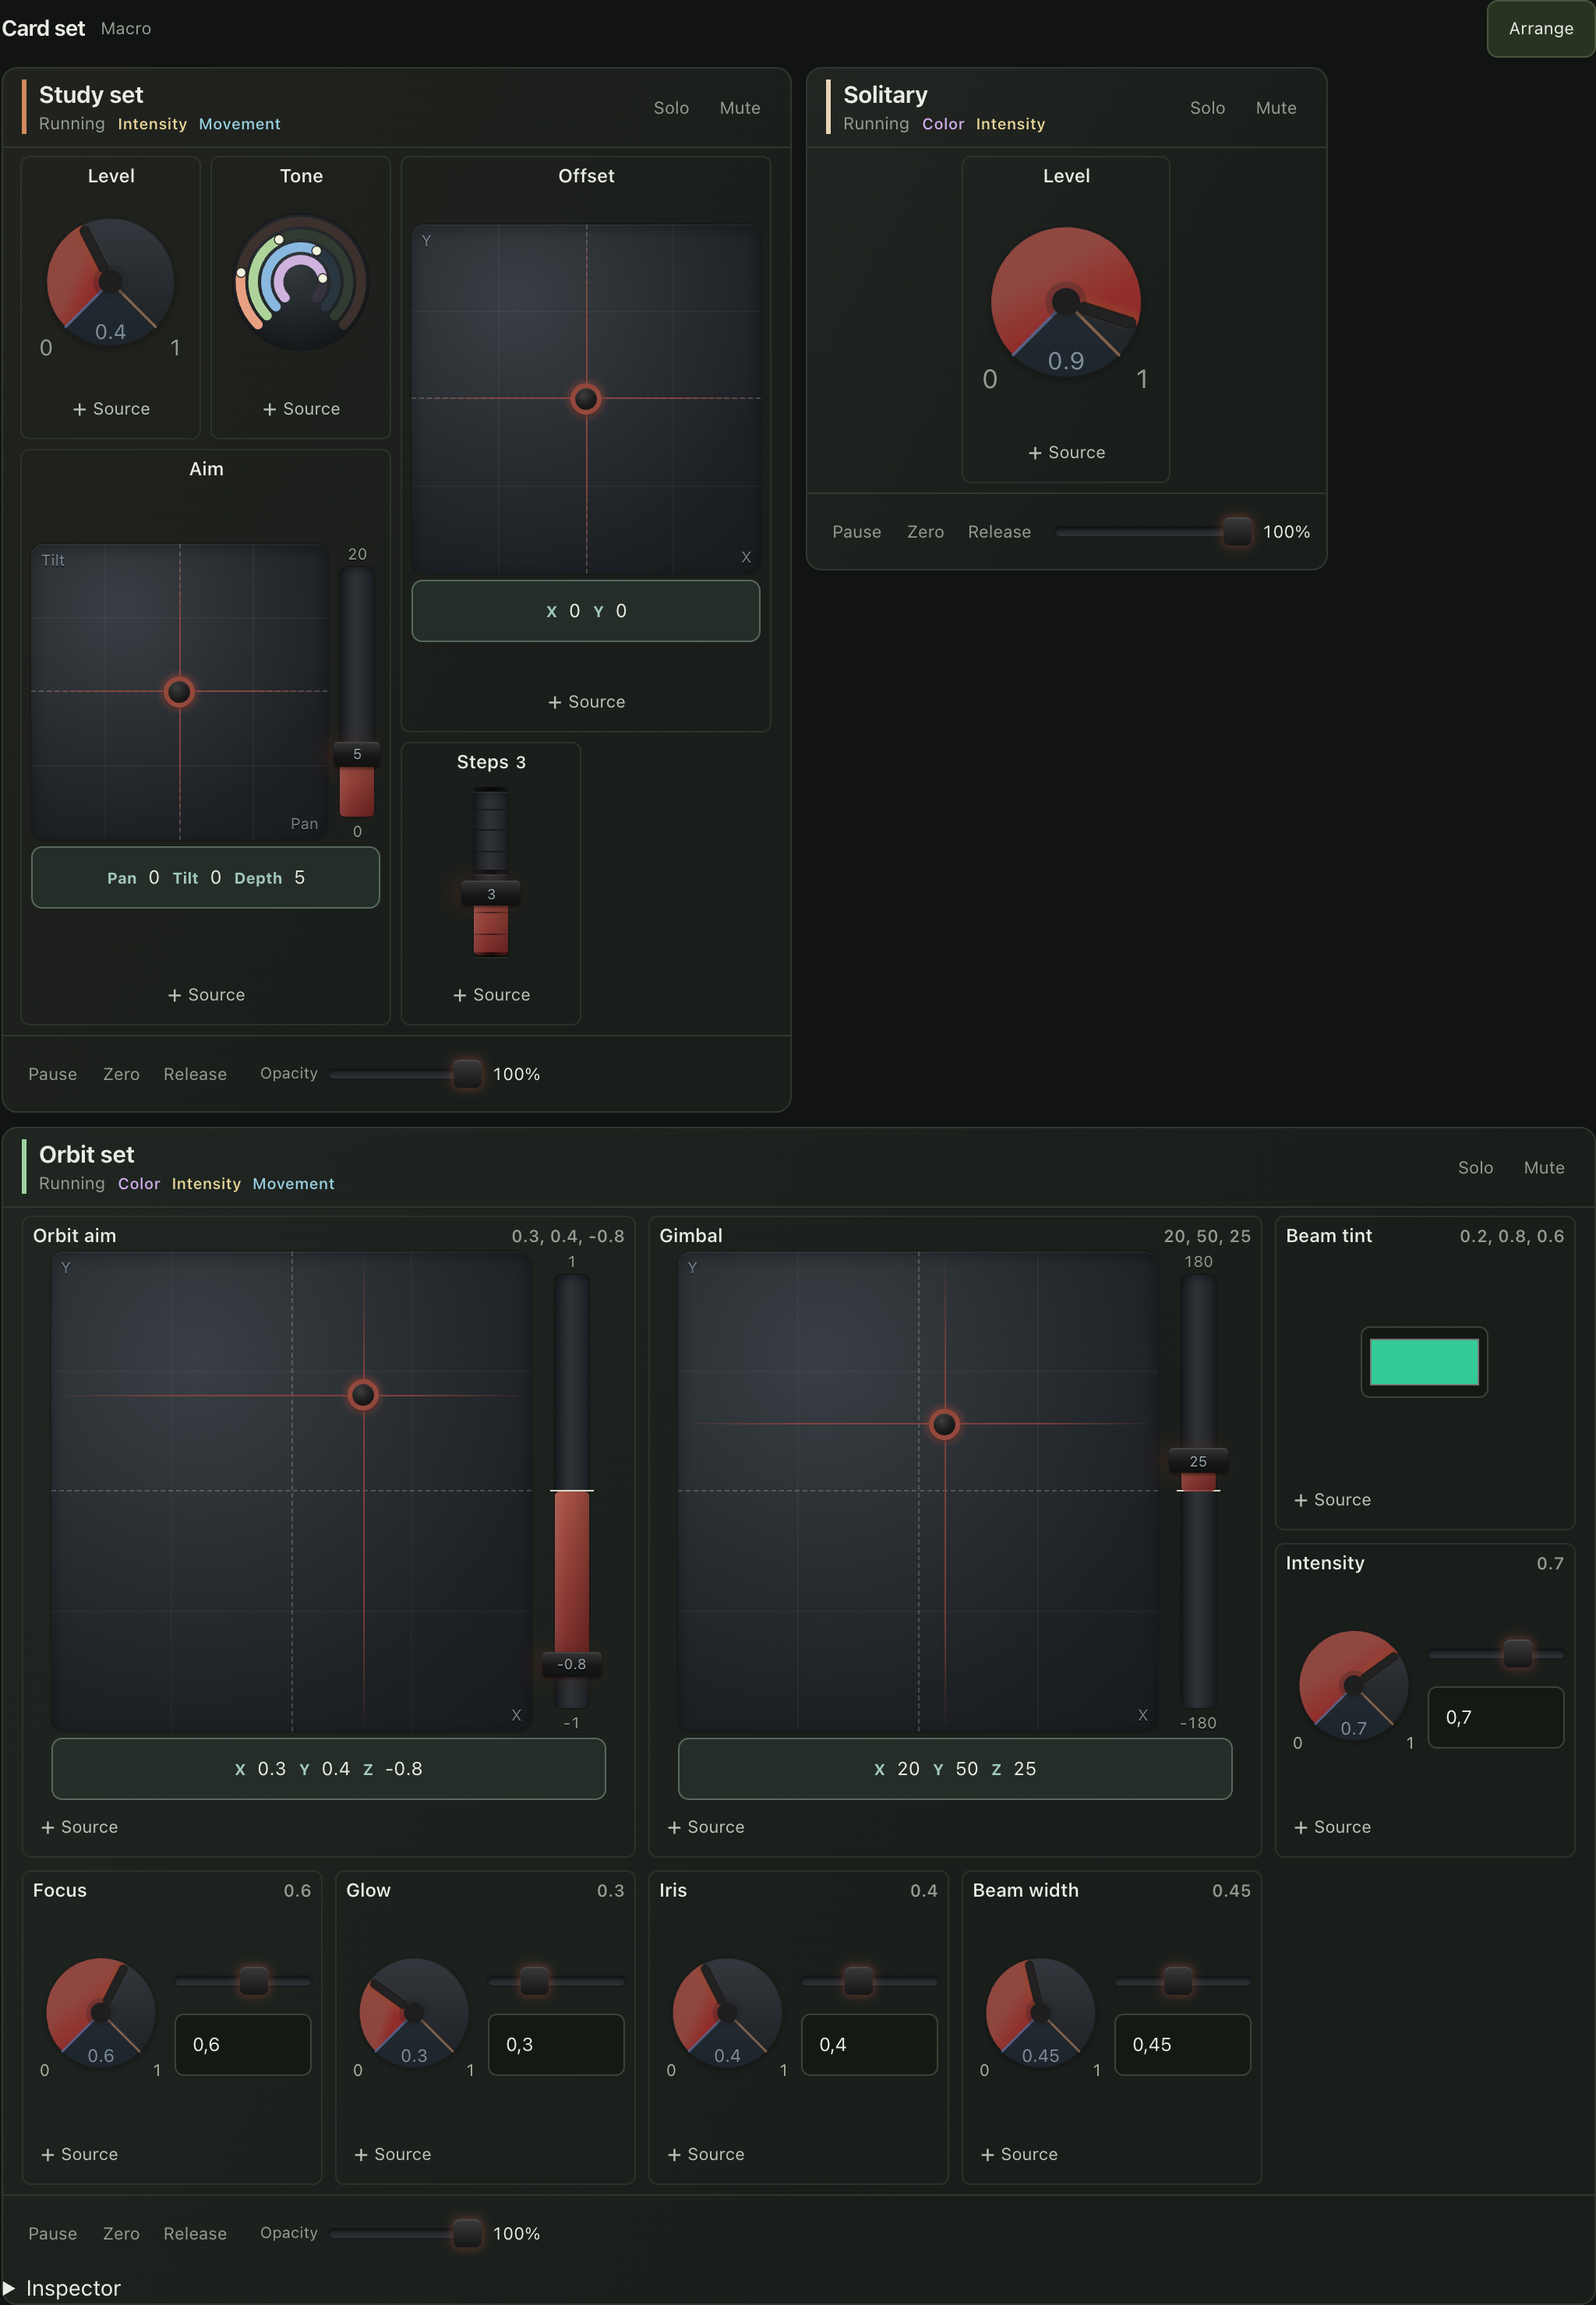 Card set Macro
Arrange
Study set
Running Intensity Movement
Solo Mute
Level
0.4
0 1
+ Source
Tone
+ Source
Offset
Y
X
X 0 Y 0
+ Source
Aim
Tilt
Pan
20
5
0
Pan 0 Tilt 0 Depth 5
+ Source
Steps 3
3
+ Source
Pause Zero Release Opacity 100%
Solitary
Running Color Intensity
Solo Mute
Level
0.9
0 1
+ Source
Pause Zero Release 100%
Orbit set
Running Color Intensity Movement
Solo Mute
Orbit aim 0.3, 0.4, -0.8
Y
X
1
-0.8
-1
X 0.3 Y 0.4 Z -0.8
+ Source
Gimbal 20, 50, 25
Y
X
180
25
-180
X 20 Y 50 Z 25
+ Source
Beam tint 0.2, 0.8, 0.6
+ Source
Intensity 0.7
0.7
0 1
0,7
+ Source
Focus 0.6
0.6
0 1
0,6
+ Source
Glow 0.3
0.3
0 1
0,3
+ Source
Iris 0.4
0.4
0 1
0,4
+ Source
Beam width 0.45
0.45
0 1
0,45
+ Source
Pause Zero Release Opacity 100%
Inspector